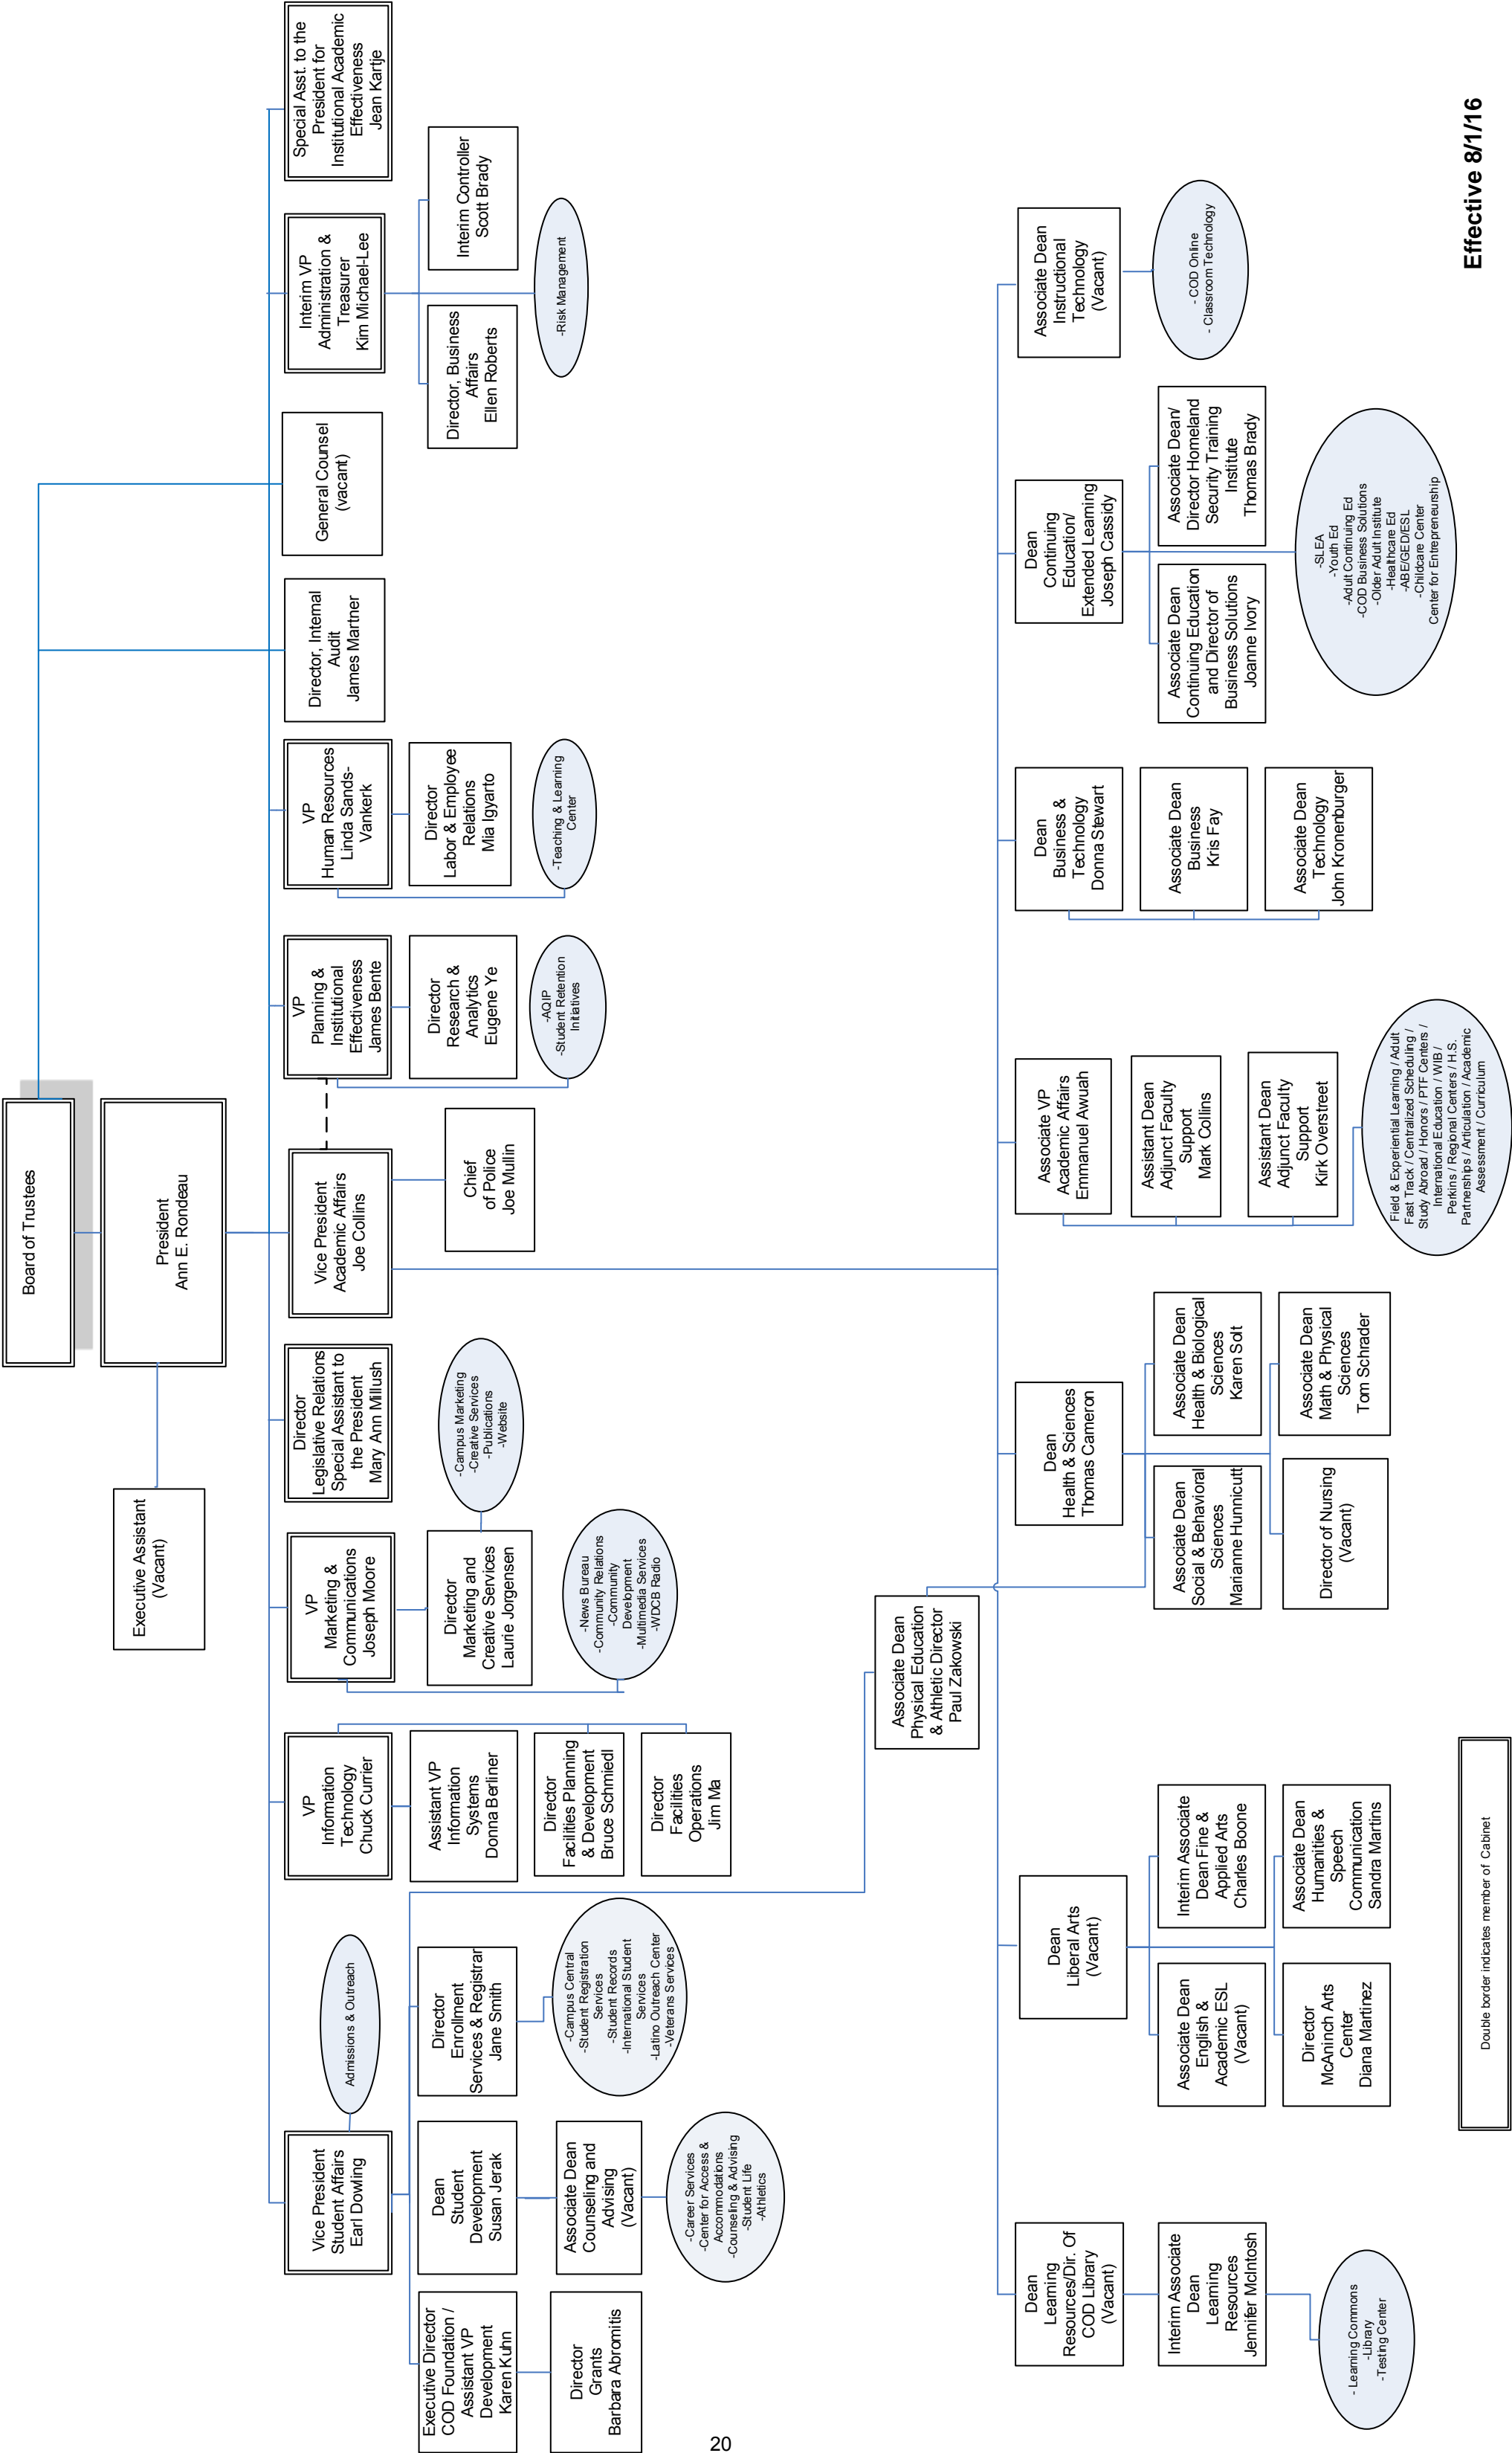 Board of Trustees
President
Ann E. Rondeau
Executive Assistant
(Vacant)
Vice President
Student Affairs
Earl Dowling
Admissions & Outreach
VP
Information
Technology
Chuck Currier
VP
Marketing &
Communications
Joseph Moore
Director
Legislative Relations
Special Assistant to
the President
Mary Ann Millush
Vice President
Academic Affairs
Joe Collins
VP
Planning &
Institutional
Effectiveness
James Bente
VP
Human Resources
Linda Sands-
Vankerk
Director, Internal
Audit
James Martner
General Counsel
(vacant)
Interim VP
Administration &
Treasurer
Kim Michael-Lee
Special Asst. to the
President for
Institutional Academic
Effectiveness
Jean Kartje
Executive Director
COD Foundation /
Assistant VP
Development
Karen Kuhn
Director
Grants
Barbara Abromitis
Dean
Student
Development
Susan Jerak
Associate Dean
Counseling and
Advising
(Vacant)
-Career Services
-Center for Access &
Accommodations
-Counseling & Advising
-Student Life
-Athletics
Director
Enrollment
Services & Registrar
Jane Smith
-Campus Central
-Student Registration
Services
-Student Records
-International Student
Services
-Latino Outreach Center
-Veterans Services
Assistant VP
Information
Systems
Donna Berliner
Director
Facilities Planning
& Development
Bruce Schmiedl
Director
Facilities
Operations
Jim Ma
Director
Marketing and
Creative Services
Laurie Jorgensen
-Campus Marketing
-Creative Services
-Publications
-Website
-News Bureau
-Community Relations
-Community
Development
-Multimedia Services
-WDCB Radio
Chief
of Police
Joe Mullin
Director
Research &
Analytics
Eugene Ye
-AQIP
-Student Retention
Initiatives
Director
Labor & Employee
Relations
Mia Igyarto
-Teaching & Learning
Center
Director, Business
Affairs
Ellen Roberts
Interim Controller
Scott Brady
-Risk Management
Associate Dean
Physical Education
& Athletic Director
Paul Zakowski
Dean
Learning
Resources/Dir. Of
COD Library
(Vacant)
Interim Associate
Dean
Learning
Resources
Jennifer McIntosh
- Learning Commons
-Library
-Testing Center
Dean
Liberal Arts
(Vacant)
Associate Dean
English &
Academic ESL
(Vacant)
Interim Associate
Dean Fine &
Applied Arts
Charles Boone
Director
McAninch Arts
Center
Diana Martinez
Associate Dean
Humanities &
Speech
Communication
Sandra Martins
Dean
Health & Sciences
Thomas Cameron
Associate Dean
Social & Behavioral
Sciences
Marianne Hunnicutt
Associate Dean
Health & Biological
Sciences
Karen Solt
Director of Nursing
(Vacant)
Associate Dean
Math & Physical
Sciences
Tom Schrader
Associate VP
Academic Affairs
Emmanuel Awuah
Assistant Dean
Adjunct Faculty
Support
Mark Collins
Assistant Dean
Adjunct Faculty
Support
Kirk Overstreet
Field & Experiential Learning / Adult
Fast Track / Centralized Scheduling /
Study Abroad / Honors / PTF Centers /
International Education / WIB /
Perkins / Regional Centers / H.S.
Partnerships / Articulation / Academic
Assessment / Curriculum
Dean
Business &
Technology
Donna Stewart
Associate Dean
Business
Kris Fay
Associate Dean
Technology
John Kronenburger
Dean
Continuing
Education/
Extended Learning
Joseph Cassidy
Associate Dean
Continuing Education
and Director of
Business Solutions
Joanne Ivory
Associate Dean/
Director Homeland
Security Training
Institute
Thomas Brady
-SLEA
-Youth Ed
-Adult Continuing Ed
-COD Business Solutions
-Older Adult Institute
-Healthcare Ed
-ABE/GED/ESL
-Childcare Center
Center for Entrepreneurship
Associate Dean
Instructional
Technology
(Vacant)
- COD Online
- Classroom Technology
Double border indicates member of Cabinet
Effective 8/1/16
20